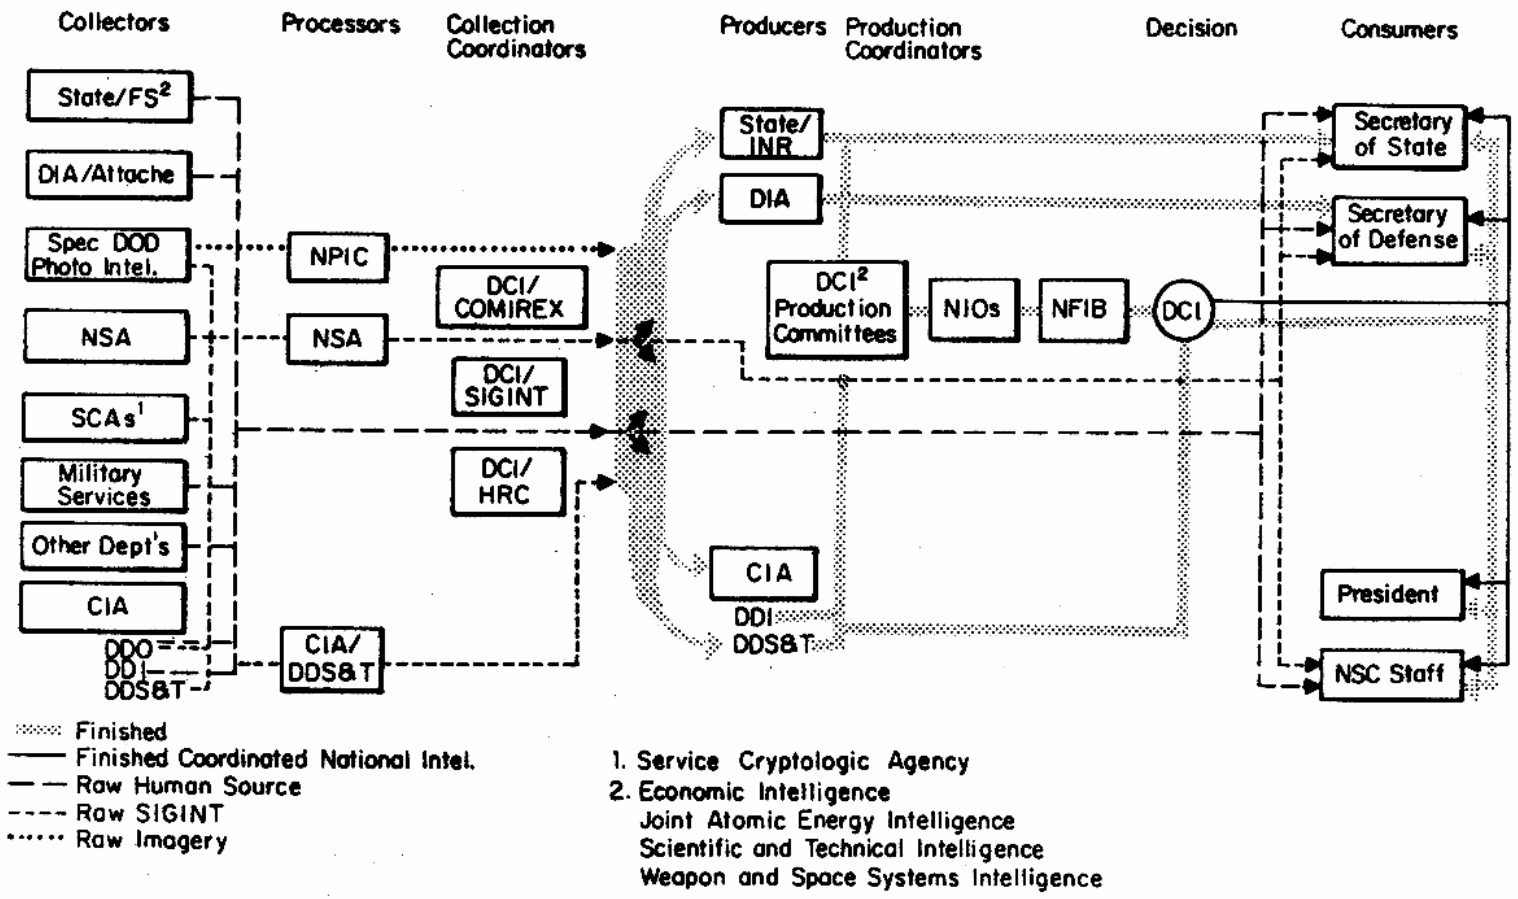 Collectors
Processors
Collection
Coordinators
Producers
Production
Coordinators
Decision
Consumers
State/FS²
DIA/Attache
Spec DOD
Photo Intel.
NSA
SCAs¹
Military
Services
Other Dept's
CIA
DDO
DDI
DDS&T
NPIC
NSA
CIA/
DDS&T
DCI/
COMIREX
DCI/
SIGINT
DCI/
HRC
State/
INR
DIA
CIA
DDI
DDS&T
DCI²
Production
Committees
NIOs
NFIB
DCI
Secretary
of State
Secretary
of Defense
President
NSC Staff
Finished
Finished Coordinated National Intel.
Raw Human Source
Raw SIGINT
Raw Imagery
1. Service Cryptologic Agency
2. Economic Intelligence
Joint Atomic Energy Intelligence
Scientific and Technical Intelligence
Weapon and Space Systems Intelligence